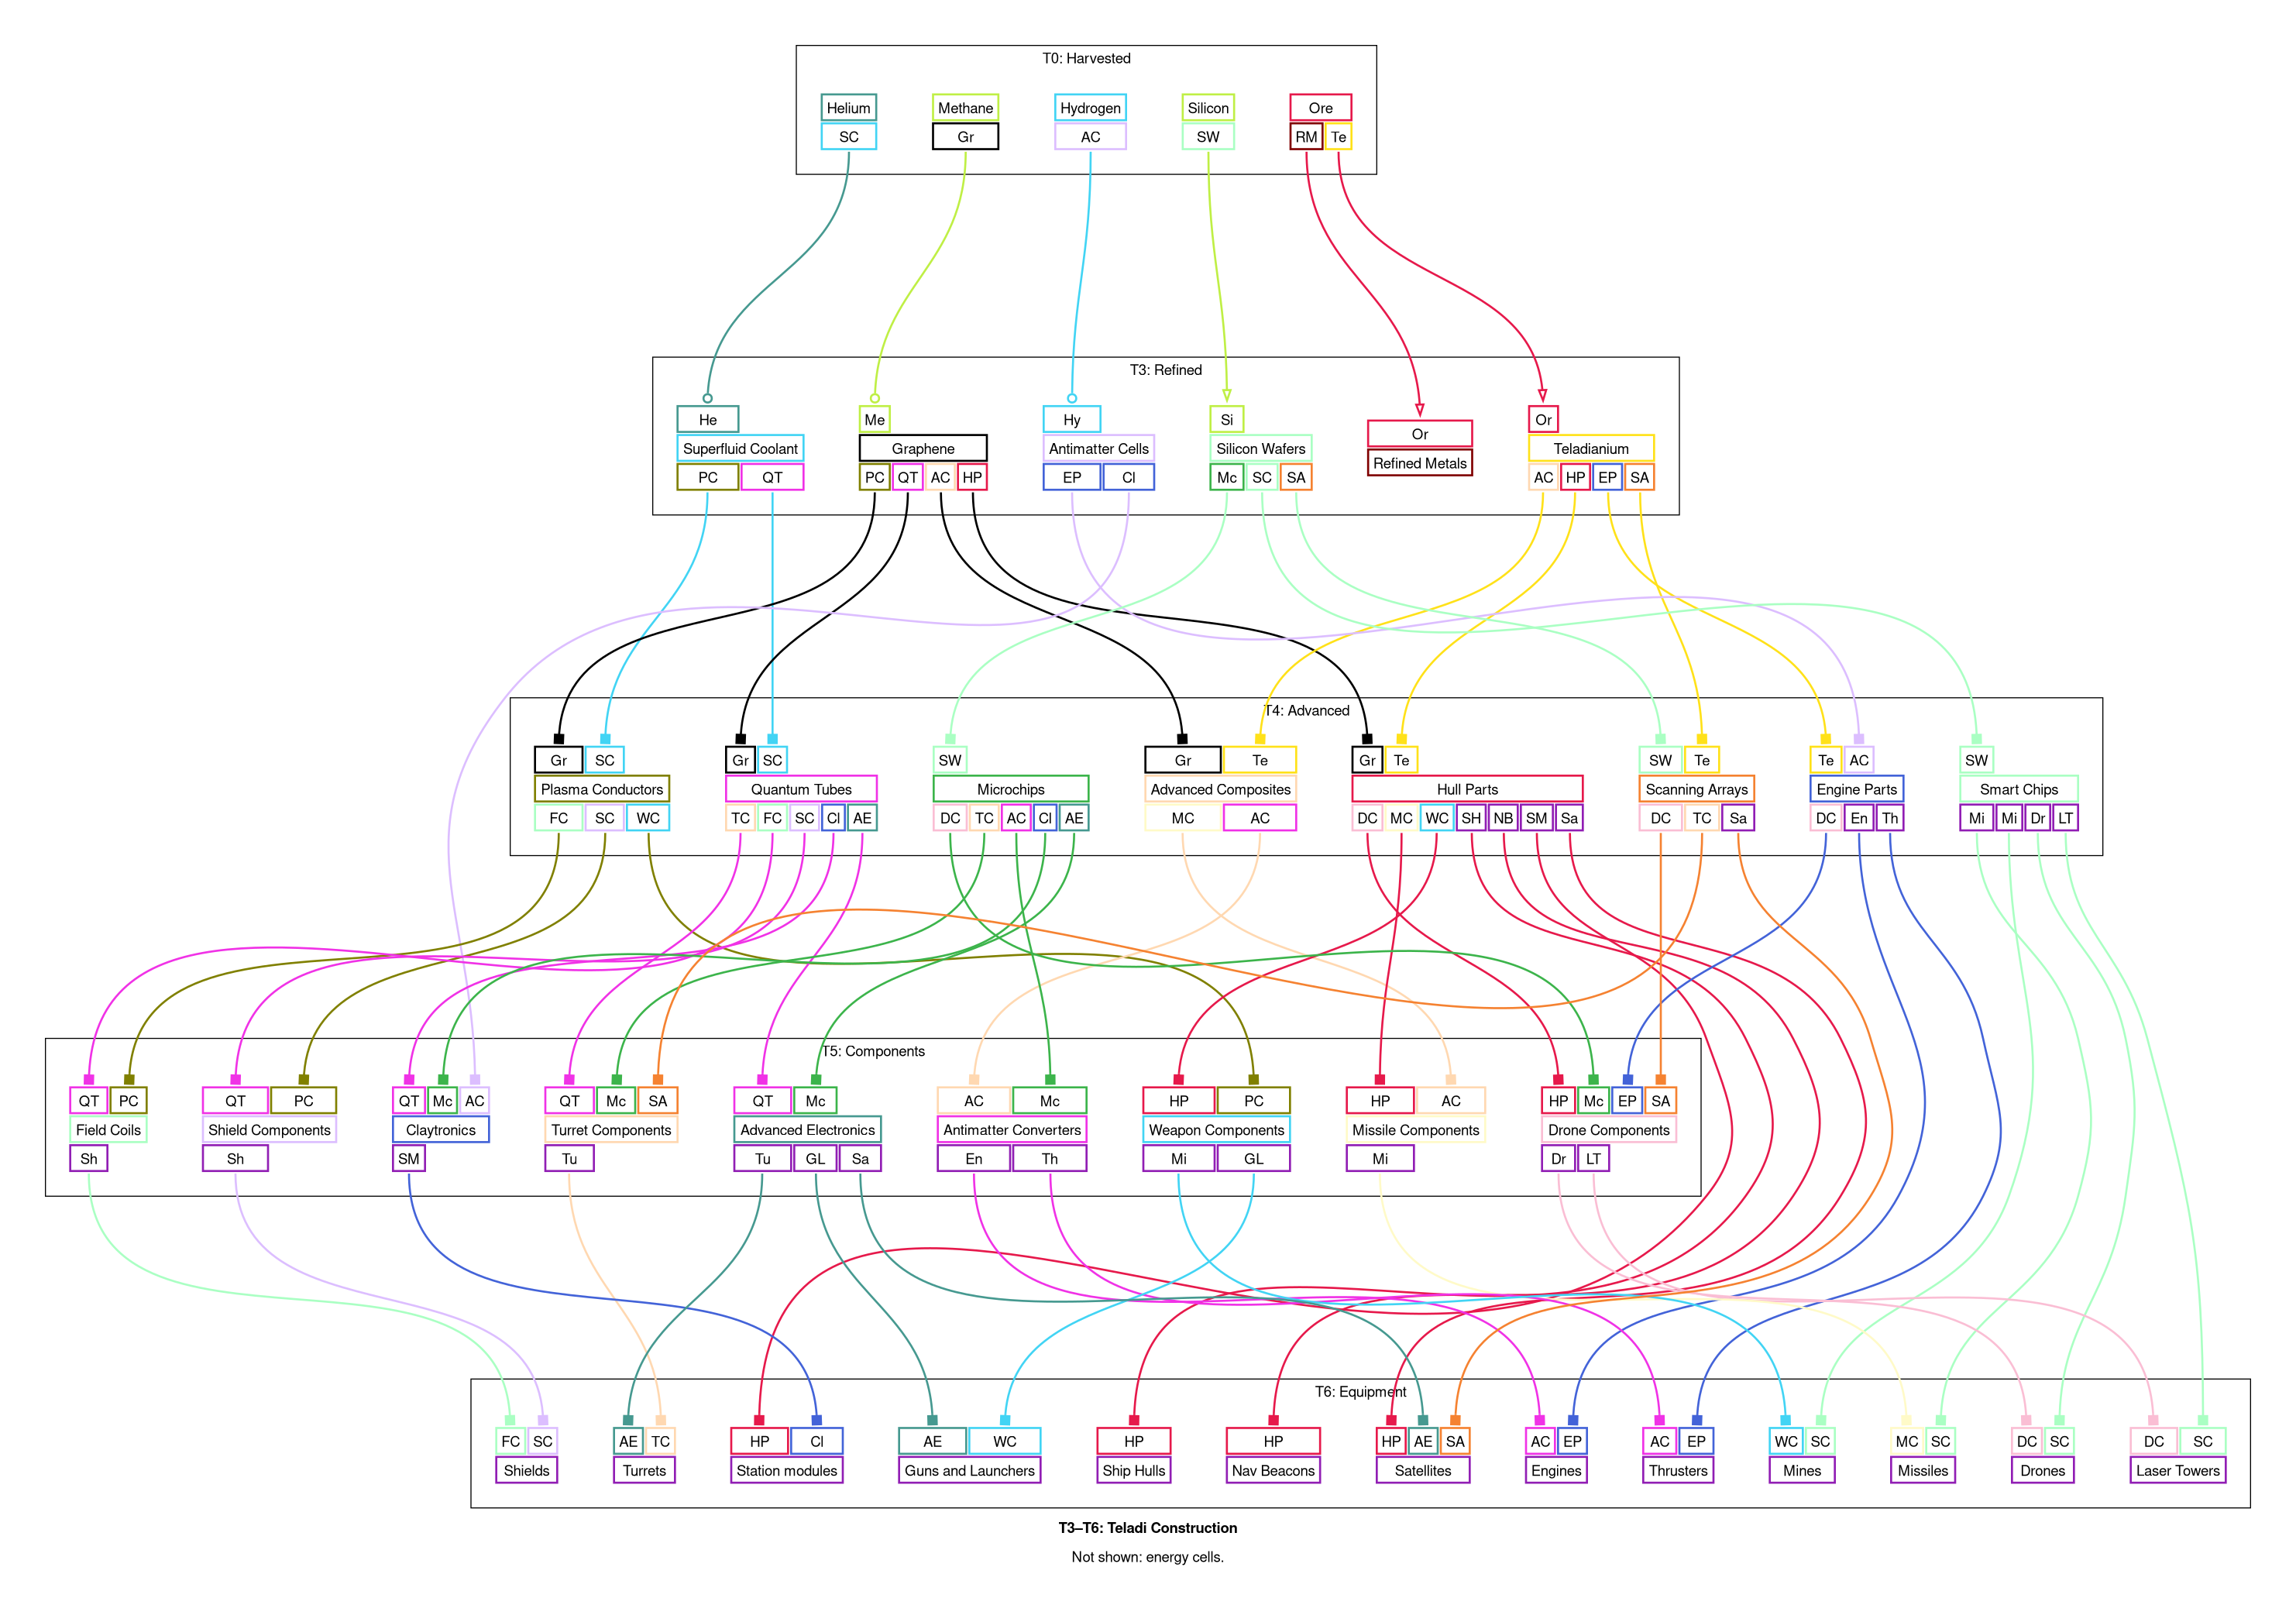 T0: Harvested
Helium Methane Hydrogen Silicon Ore
SC Gr AC SW RM Te
T3: Refined
He Me Hy Si Or
Or
Superfluid Coolant Graphene Antimatter Cells Silicon Wafers Teladianium
Refined Metals
PC QT PC QT AC HP EP Cl Mc SC SA AC HP EP SA
T4: Advanced
Gr SC Gr SC SW Gr Te Gr Te SW Te Te AC SW
Plasma Conductors Quantum Tubes Microchips Advanced Composites Hull Parts Scanning Arrays Engine Parts Smart Chips
FC SC WC TC FC SC Cl AE DC TC AC Cl AE MC AC DC MC WC SH NB SM Sa DC TC Sa DC En Th Mi Mi Dr LT
T5: Components
QT PC QT PC QT Mc AC QT Mc SA QT Mc AC Mc HP PC HP AC HP Mc EP SA
Field Coils Shield Components Claytronics Turret Components Advanced Electronics Antimatter Converters Weapon Components Missile Components Drone Components
Sh Sh SM Tu Tu GL Sa En Th Mi GL Mi Dr LT
T6: Equipment
FC SC AE TC HP Cl AE WC HP HP HP AE SA AC EP AC EP WC SC MC SC DC SC DC SC
Shields Turrets Station modules Guns and Launchers Ship Hulls Nav Beacons Satellites Engines Thrusters Mines Missiles Drones Laser Towers
T3–T6: Teladi Construction
Not shown: energy cells.